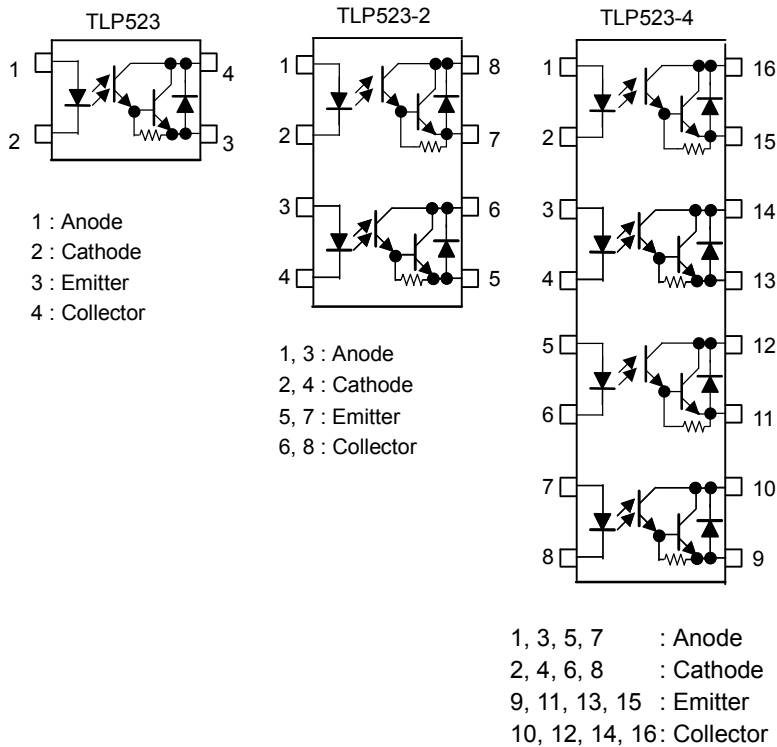 TLP523
1
2
4
3
1 : Anode
2 : Cathode
3 : Emitter
4 : Collector
TLP523-2
1
2
3
4
8
7
6
5
1, 3 : Anode
2, 4 : Cathode
5, 7 : Emitter
6, 8 : Collector
TLP523-4
1
2
3
4
5
6
7
8
16
15
14
13
12
11
10
9
1, 3, 5, 7 : Anode
2, 4, 6, 8 : Cathode
9, 11, 13, 15 : Emitter
10, 12, 14, 16 : Collector